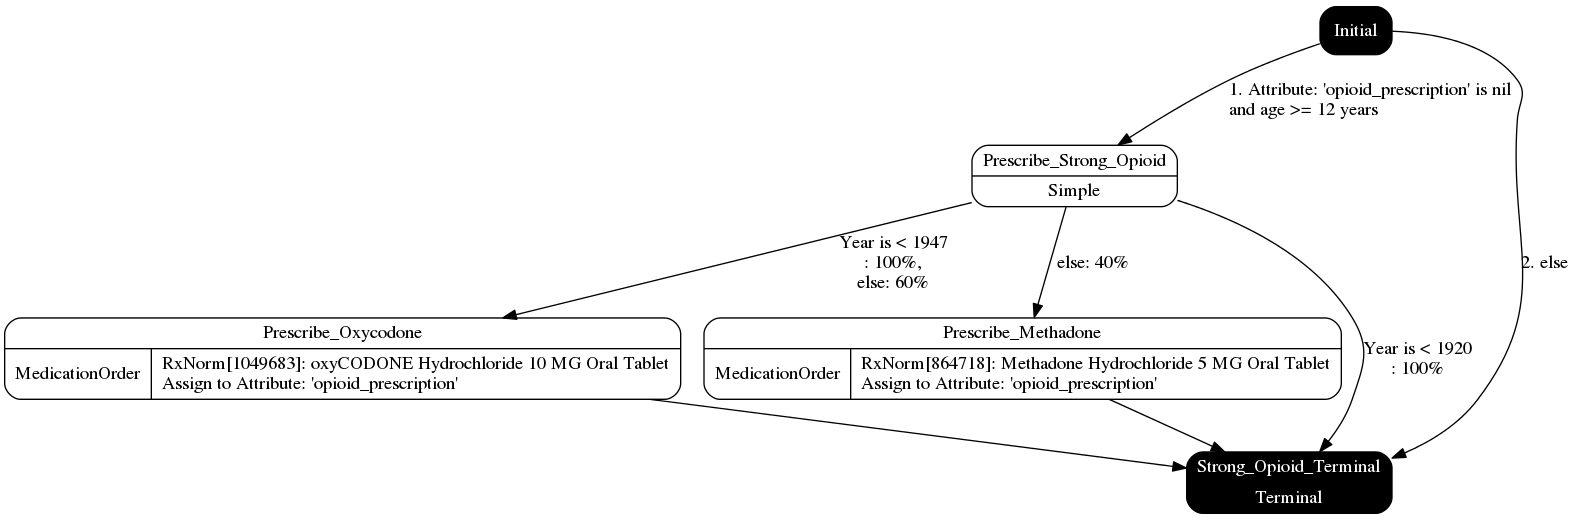 Initial
1. Attribute: 'opioid_prescription' is nil
and age >= 12 years
Prescribe_Strong_Opioid
Simple
Year is < 1947
: 100%,
else: 60%
else: 40%
2. else
Prescribe_Oxycodone
MedicationOrder
RxNorm[1049683]: oxyCODONE Hydrochloride 10 MG Oral Tablet
Assign to Attribute: 'opioid_prescription'
Prescribe_Methadone
MedicationOrder
RxNorm[864718]: Methadone Hydrochloride 5 MG Oral Tablet
Assign to Attribute: 'opioid_prescription'
Year is < 1920
: 100%
Strong_Opioid_Terminal
Terminal